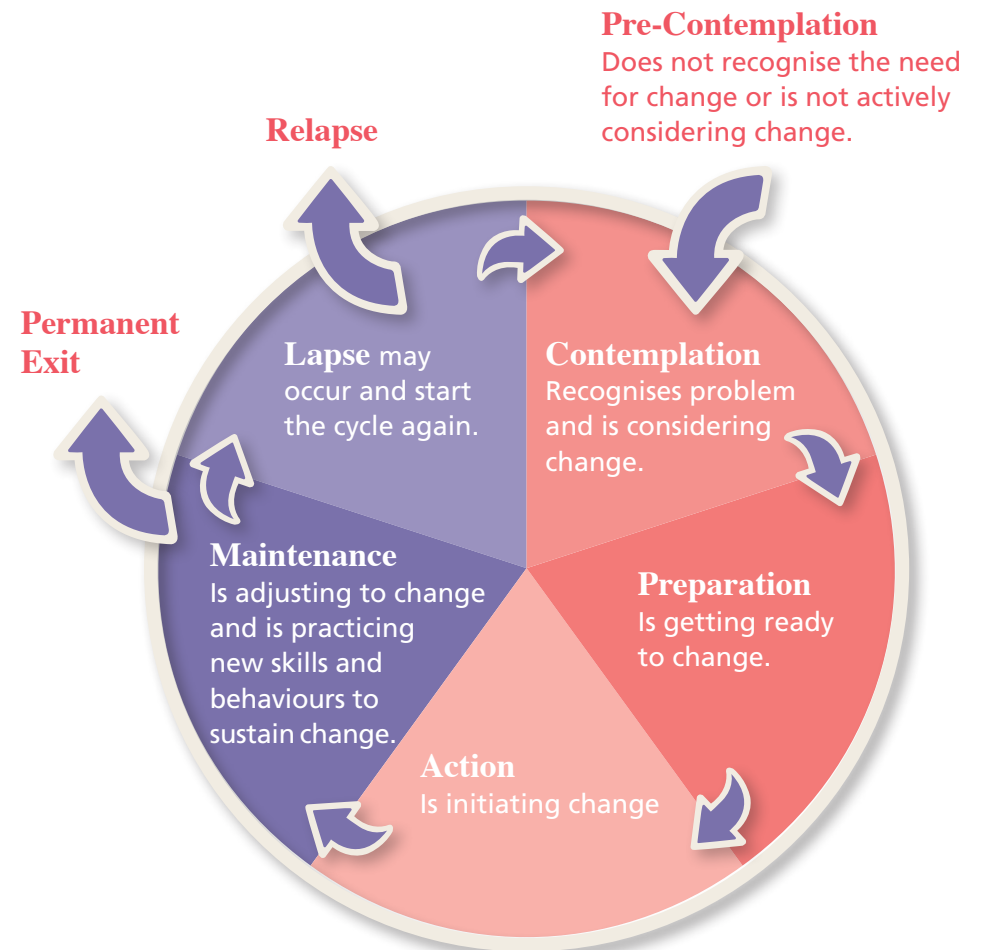 Pre-Contemplation
Does not recognise the need
for change or is not actively
considering change.
Relapse
Permanent
Exit
Lapse may
occur and start
the cycle again.
Contemplation
Recognises problem
and is considering
change.
Preparation
Is getting ready
to change.
Maintenance
Is adjusting to change
and is practicing
new skills and
behaviours to
sustain change.
Action
Is initiating change